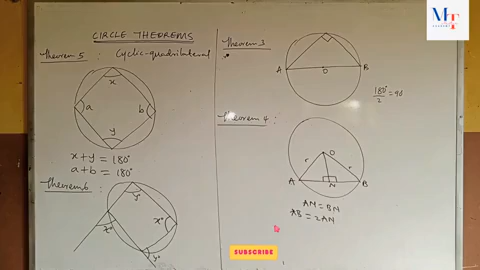 CIRCLE THEOREMS
Theorem 5: Cyclic-quadrilateral
x
a b
y
x + y = 180°
a + b = 180°
Theorem 6:
y°
x° x°
y°
Theorem 3
A O B
180°/2 = 90
Theorem 4:
O
r r
A N B
AN = BN
AB = 2AN
MT
SUBSCRIBE